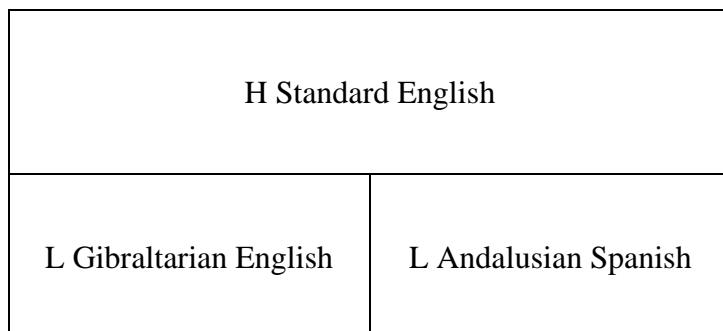 H Standard English
L Gibraltarian English
L Andalusian Spanish